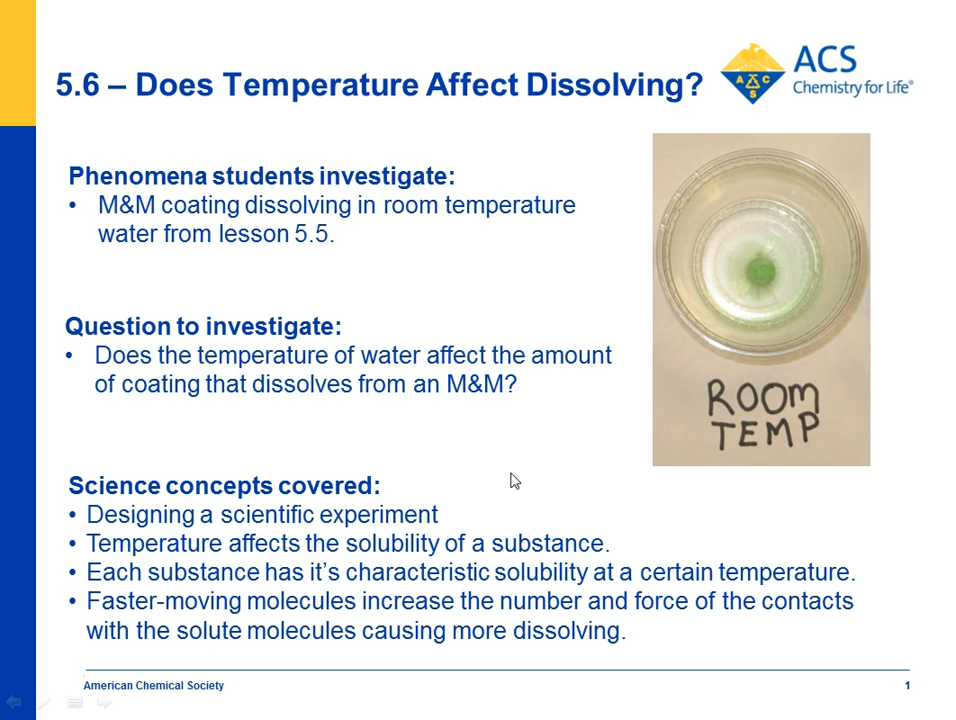 5.6 – Does Temperature Affect Dissolving?
ACS
Chemistry for Life®
A C S
Phenomena students investigate:
• M&M coating dissolving in room temperature
water from lesson 5.5.
Question to investigate:
• Does the temperature of water affect the amount
of coating that dissolves from an M&M?
ROOM
TEMP
Science concepts covered:
• Designing a scientific experiment
• Temperature affects the solubility of a substance.
• Each substance has it’s characteristic solubility at a certain temperature.
• Faster-moving molecules increase the number and force of the contacts
with the solute molecules causing more dissolving.
American Chemical Society
1